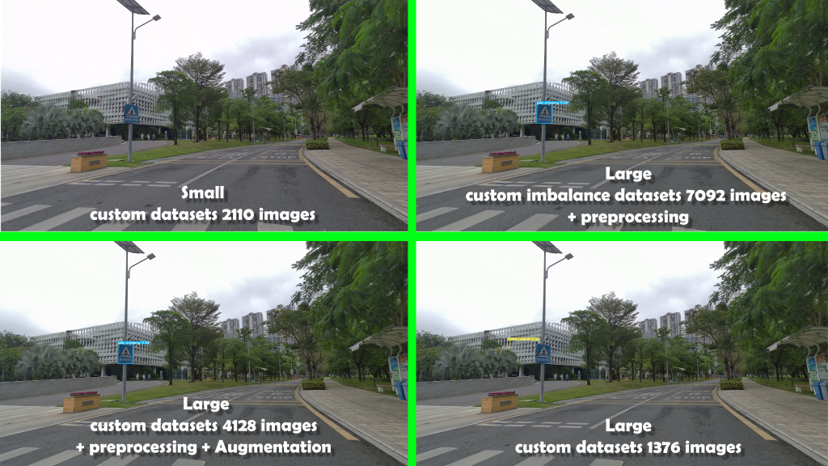 Small
custom datasets 2110 images
Large
custom imbalance datasets 7092 images
+ preprocessing
Large
custom datasets 4128 images
+ preprocessing + Augmentation
Large
custom datasets 1376 images